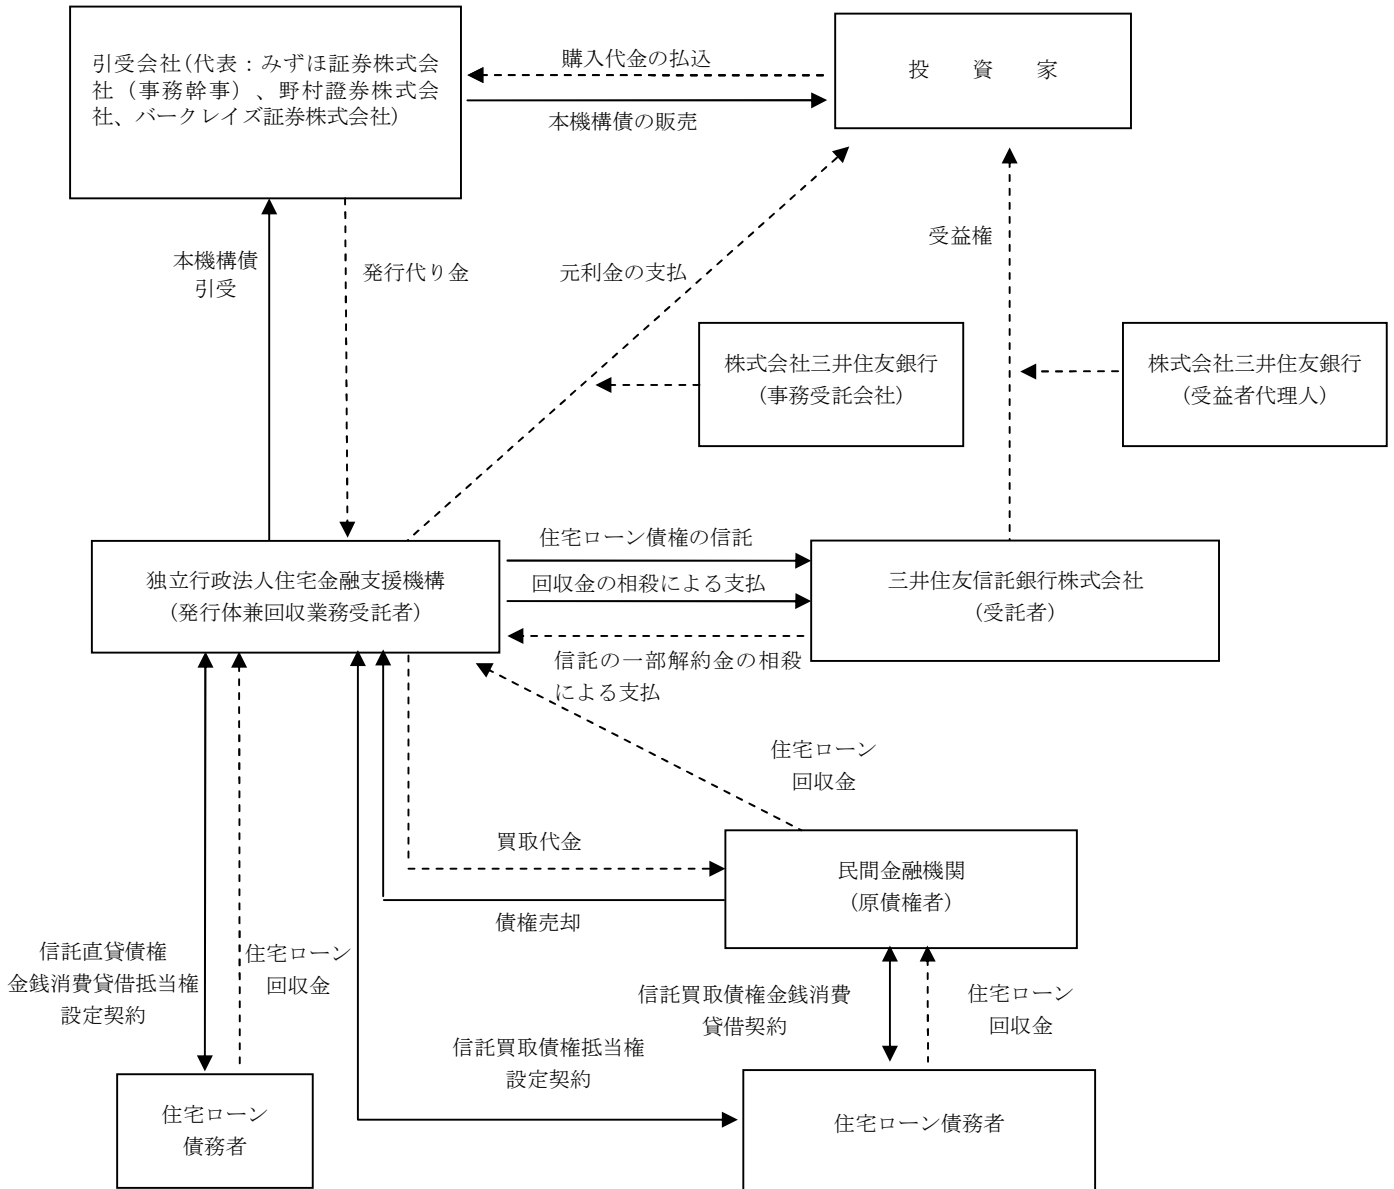 引受会社(代表：みずほ証券株式会
社（事務幹事）、野村證券株式会
社、バークレイズ証券株式会社)
購入代金の払込
本機構債の販売
投資家
本機構債
引受
発行代り金
元利金の支払
受益権
株式会社三井住友銀行
(事務受託会社)
株式会社三井住友銀行
(受益者代理人)
独立行政法人住宅金融支援機構
(発行体兼回収業務受託者)
住宅ローン債権の信託
回収金の相殺による支払
信託の一部解約金の相殺
による支払
三井住友信託銀行株式会社
(受託者)
住宅ローン
回収金
買取代金
債権売却
民間金融機関
(原債権者)
信託直貸債権
金銭消費貸借抵当権
設定契約
住宅ローン
回収金
信託買取債権金銭消費
貸借契約
住宅ローン
回収金
信託買取債権抵当権
設定契約
住宅ローン
債務者
住宅ローン債務者